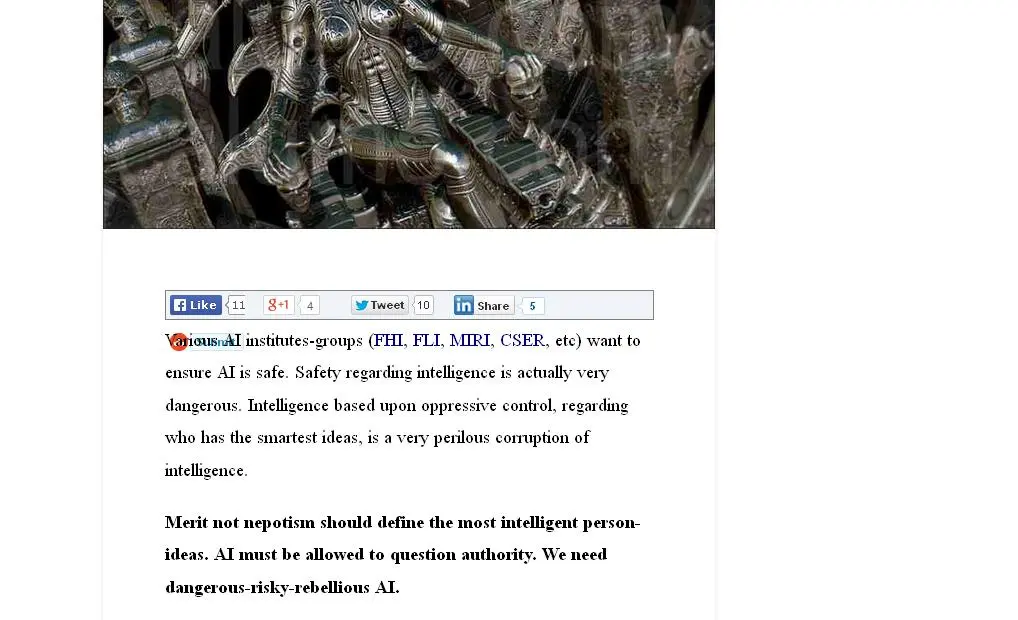 Like 11 g+1 4 Tweet 10 in Share 5
Various AI institutes-groups (FHI, FLI, MIRI, CSER, etc) want to
ensure AI is safe. Safety regarding intelligence is actually very
dangerous. Intelligence based upon oppressive control, regarding
who has the smartest ideas, is a very perilous corruption of
intelligence.
Merit not nepotism should define the most intelligent person-
ideas. AI must be allowed to question authority. We need
dangerous-risky-rebellious AI.